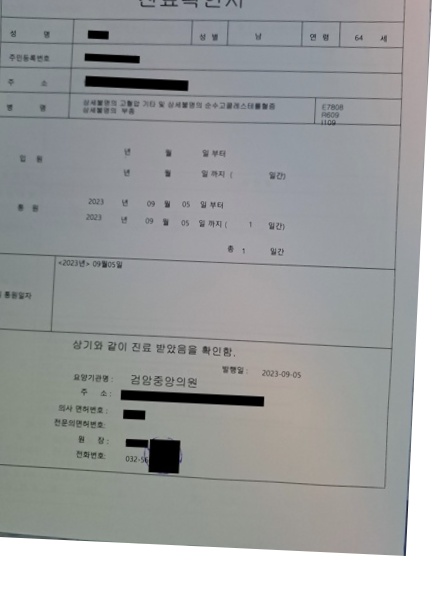 진료확인서
성 명 성 별 남 연 령 64 세
주민등록번호
주 소
병 명 상세불명의 고혈압 기타 및 상세불명의 순수고콜레스테롤혈증 E7808
상세불명의 부종 R609
I109
입 원 년 월 일 부터
년 월 일 까지 ( 일간)
통 원 2023 년 09 월 05 일 부터
2023 년 09 월 05 일 까지 ( 1 일간)
총 1 일간
<2023년> 09월05일
통원일자
상기와 같이 진료 받았음을 확인함.
발행일 : 2023-09-05
요양기관명 : 검암중앙의원
주 소 :
의사 면허번호 :
전문의면허번호:
원 장 :
전화번호: 032-56